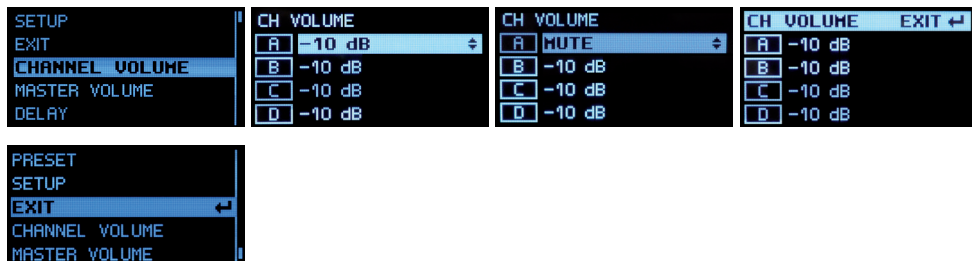 SETUP
EXIT
CHANNEL VOLUME
MASTER VOLUME
DELAY
CH VOLUME
A -10 dB
B -10 dB
C -10 dB
D -10 dB
CH VOLUME
A MUTE
B -10 dB
C -10 dB
D -10 dB
CH VOLUME EXIT
A -10 dB
B -10 dB
C -10 dB
D -10 dB
PRESET
SETUP
EXIT
CHANNEL VOLUME
MASTER VOLUME